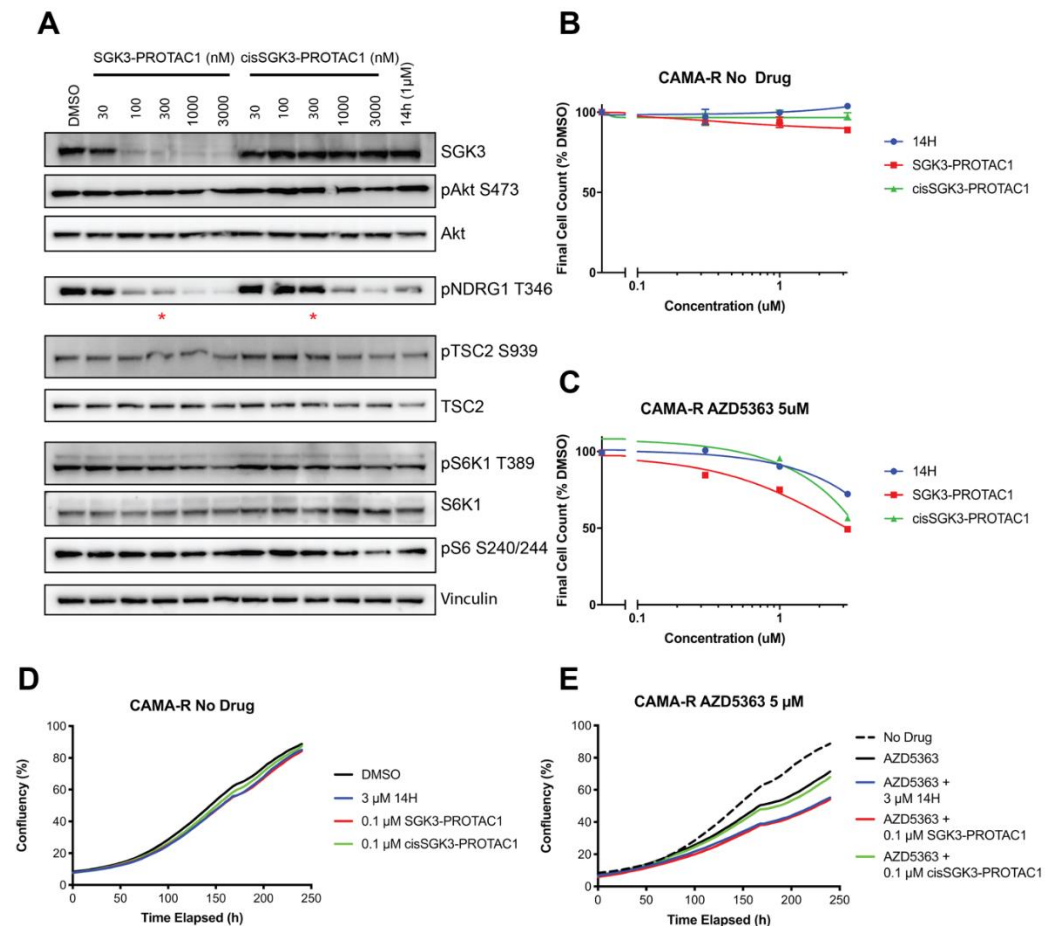 A
SGK3-PROTAC1 (nM) cisSGK3-PROTAC1 (nM)
DMSO 30 100 300 1000 3000 30 100 300 1000 3000 14h (1µM)
SGK3
pAkt S473
Akt
pNDRG1 T346
* *
pTSC2 S939
TSC2
pS6K1 T389
S6K1
pS6 S240/244
Vinculin
B
CAMA-R No Drug
Final Cell Count (% DMSO)
100
50
0
0.1 1
Concentration (uM)
14H
SGK3-PROTAC1
cisSGK3-PROTAC1
C
CAMA-R AZD5363 5uM
Final Cell Count (% DMSO)
100
50
0
0.1 1
Concentration (uM)
14H
SGK3-PROTAC1
cisSGK3-PROTAC1
D
CAMA-R No Drug
Confluency (%)
100
80
60
40
20
0
0 50 100 150 200 250
Time Elapsed (h)
DMSO
3 µM 14H
0.1 µM SGK3-PROTAC1
0.1 µM cisSGK3-PROTAC1
E
CAMA-R AZD5363 5 µM
Confluency (%)
100
80
60
40
20
0
0 50 100 150 200 250
Time Elapsed (h)
No Drug
AZD5363
AZD5363 +
3 µM 14H
AZD5363 +
0.1 µM SGK3-PROTAC1
AZD5363 +
0.1 µM cisSGK3-PROTAC1